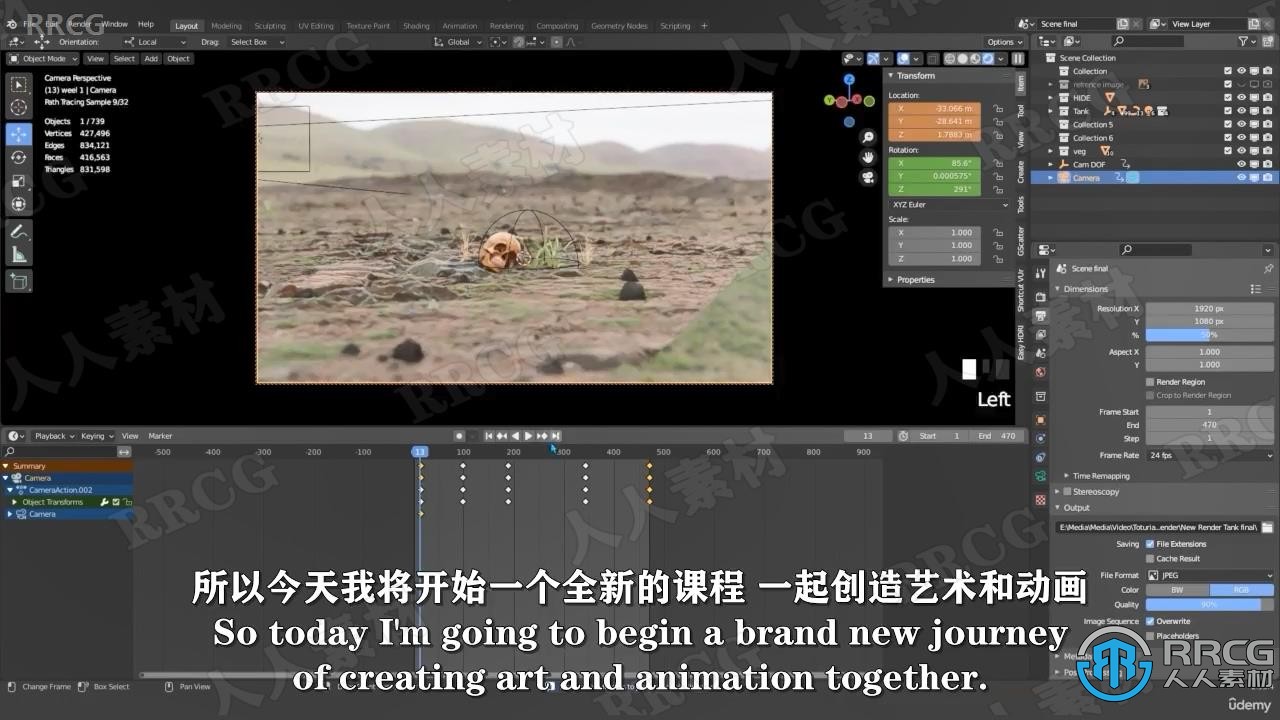 RRCG
File Edit Render Window Help
Layout Modeling Sculpting UV Editing Texture Paint Shading Animation Rendering Compositing Geometry Nodes Scripting +
Scene final View Layer
Orientation: Local Drag: Select Box Global Options
Object Mode View Select Add Object
Camera Perspective
(13) weel 1 | Camera
Path Tracing Sample 9/32
Objects 1 / 739
Vertices 427,496
Edges 834,121
Faces 416,563
Triangles 831,598
Transform
Location:
X -33.066 m
Y -28.641 m
Z 1.7883 m
Rotation:
X 85.6°
Y 0.000575°
Z 291°
XYZ Euler
Scale:
X 1.000
Y 1.000
Z 1.000
Properties
Item
Tool
View
Create
Tools
GScatter
Shortcut VUr
Easy HDRI
Scene Collection
Collection
refrence image
HIDE
Tank
Collection 5
Collection 6
veg
Cam DOF
Camera
Scene final
Dimensions
Resolution X 1920 px
Y 1080 px
% 50%
Aspect X 1.000
Y 1.000
Render Region
Crop to Render Region
Frame Start 1
End 470
Step 1
Frame Rate 24 fps
Time Remapping
Stereoscopy
Output
E:\Media\Media\Video\Toturia...ender\New Render Tank final\
Saving File Extensions
Cache Result
File Format JPEG
Color BW RGB
Quality 90%
Image Sequence Overwrite
Placeholders
Left
Playback Keying View Marker
13 Start 1 End 470
-500 -400 -300 -200 -100 13 100 200 300 400 500 600 700 800 900
Summary
Camera
CameraAction.002
Object Transforms
Camera
所以今天我将开始一个全新的课程 一起创造艺术和动画
So today I'm going to begin a brand new journey
of creating art and animation together.
Change Frame Box Select Pan View
RRCG
人人素材
ûdemy